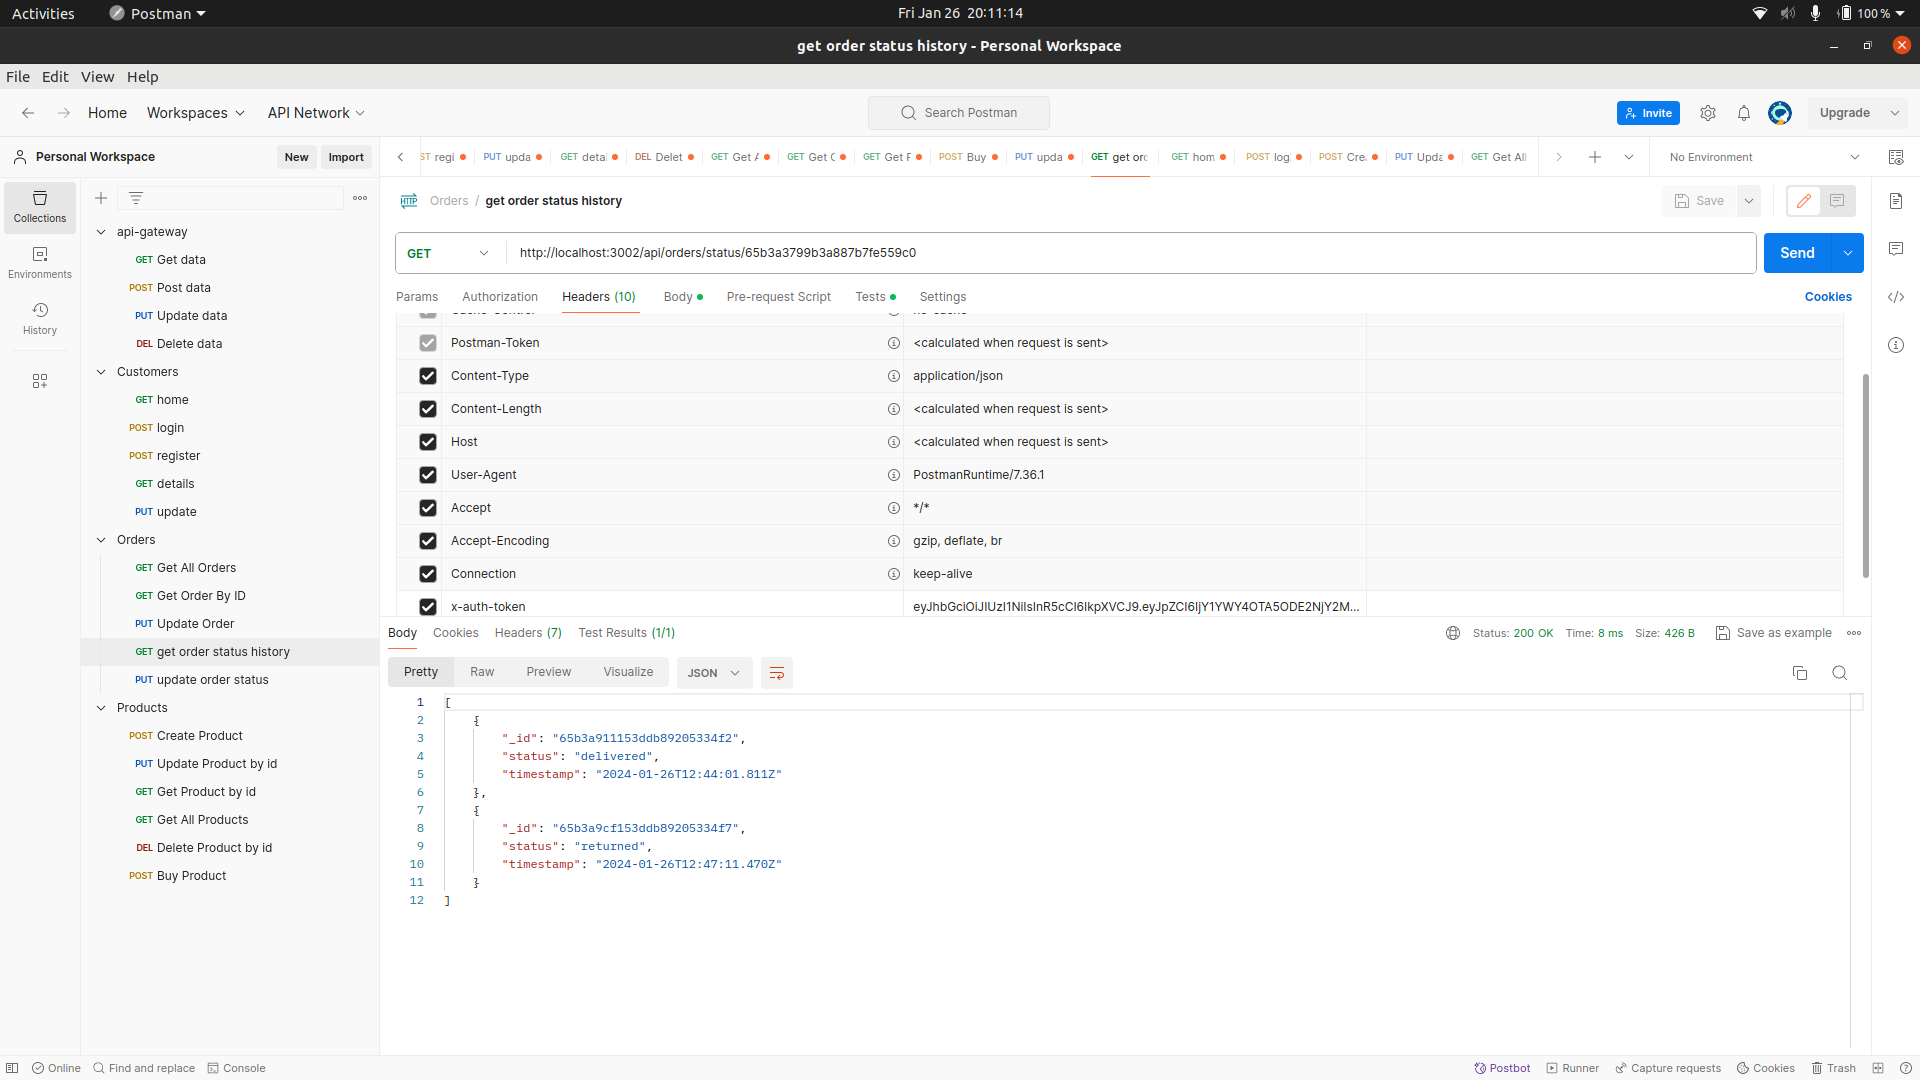 Activities
Postman
Fri Jan 26 20:11:14
100 %
get order status history - Personal Workspace
File Edit View Help
Home Workspaces API Network
Search Postman
Invite
Upgrade
Personal Workspace
New Import
regi
PUT upda
GET deta
DEL Delet
GET Get
GET Get
GET Get
POST Buy
PUT upda
GET get
GET hom
POST log
POST Cre
PUT Upda
GET Get All
No Environment
Collections
Environments
History
api-gateway
GET Get data
POST Post data
PUT Update data
DEL Delete data
Customers
GET home
POST login
POST register
GET details
PUT update
Orders
GET Get All Orders
GET Get Order By ID
PUT Update Order
GET get order status history
PUT update order status
Products
POST Create Product
PUT Update Product by id
GET Get Product by id
GET Get All Products
DEL Delete Product by id
POST Buy Product
HTTP Orders / get order status history
Save
GET http://localhost:3002/api/orders/status/65b3a3799b3a887b7fe559c0
Send
Params Authorization Headers (10) Body Pre-request Script Tests Settings
Cookies
Postman-Token <calculated when request is sent>
Content-Type application/json
Content-Length <calculated when request is sent>
Host <calculated when request is sent>
User-Agent PostmanRuntime/7.36.1
Accept */*
Accept-Encoding gzip, deflate, br
Connection keep-alive
x-auth-token
Body Cookies Headers (7) Test Results (1/1)
Status: 200 OK Time: 8 ms Size: 426 B Save as example
Pretty Raw Preview Visualize JSON
1 [
2 {
3 "_id": "65b3a911153ddb89205334f2",
4 "status": "delivered",
5 "timestamp": "2024-01-26T12:44:01.811Z"
6 },
7 {
8 "_id": "65b3a9cf153ddb89205334f7",
9 "status": "returned",
10 "timestamp": "2024-01-26T12:47:11.470Z"
11 }
12 ]
Online Find and replace Console
Postbot Runner Capture requests Cookies Trash